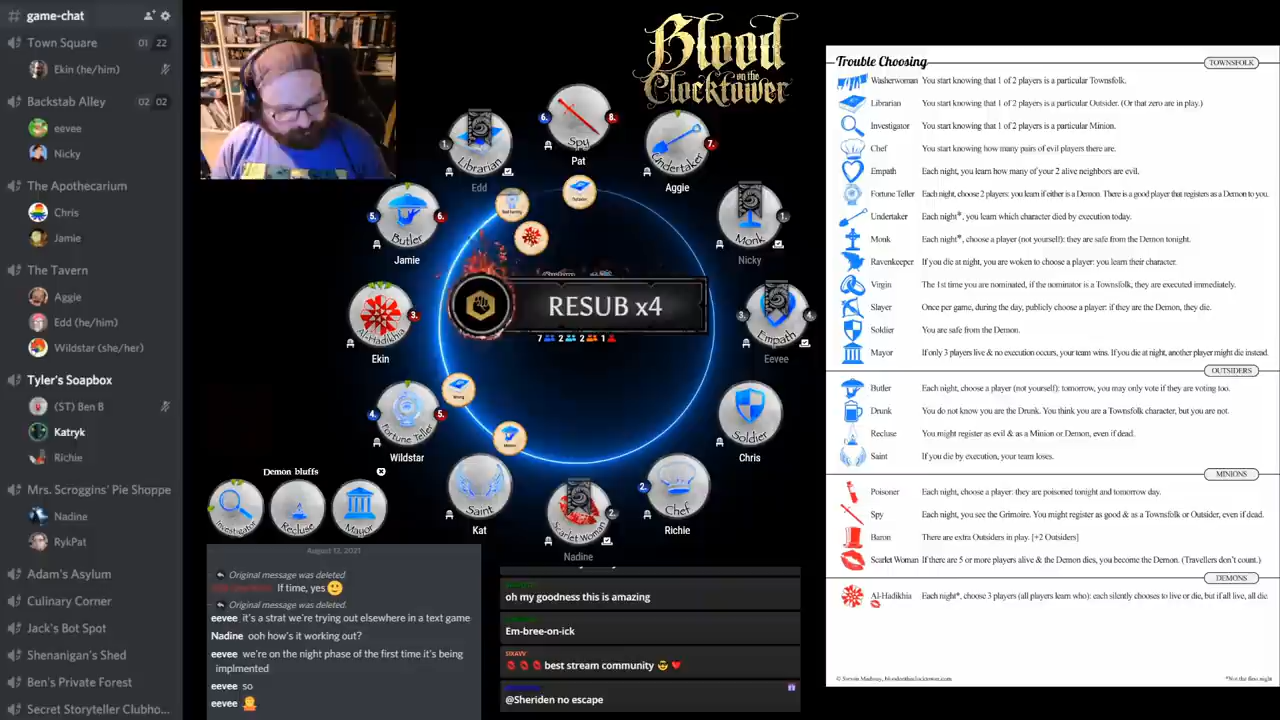 game-chat
Town Square
01 22
Ekin (he/him)
Backstab Alley
02 02
eevee
Nicky
The Apothecarium
Chris
Jamie
The Tavern
Aggie
Edd (he/him)
Wildstar (she/her)
Tyler's Soapbox
(ST) Ben B
Katryk
Richie
Mrs. Scroggins' Pie Shoppe
Nadine
RykPat
Adam's Asylum
Culinary Corner
Jack's R Spot
Shenanigan's Shed
Ben's Private Forest
Secret Storyteller Clubho...
Blood
on the
Clocktower
Spy
Pat
6.
8.
Undertaker
Aggie
7.
Monk
Nicky
1.
Empath
Eevee
3.
4.
Soldier
Chris
Chef
Richie
2.
Scarlet Woman
Nadine
2.
Saint
Kat
Fortune Teller
Wildstar
4.
5.
Al-Hadikhia
Ekin
3.
Butler
Jamie
5.
6.
Librarian
Edd
1.
RESUB x4
7 2 2 1
Demon bluffs
Investigator
Recluse
Mayor
August 13, 2021
Original message was deleted.
If time, yes
Original message was deleted.
eevee it's a strat we're trying out elsewhere in a text game
Nadine ooh how's it working out?
eevee we're on the night phase of the first time it's being
implmented
eevee so
eevee
oh my goodness this is amazing
Em-bree-on-ick
best stream community
@Sheriden no escape
Trouble Choosing
TOWNSFOLK
Washerwoman You start knowing that 1 of 2 players is a particular Townsfolk.
Librarian You start knowing that 1 of 2 players is a particular Outsider. (Or that zero are in play.)
Investigator You start knowing that 1 of 2 players is a particular Minion.
Chef You start knowing how many pairs of evil players there are.
Empath Each night, you learn how many of your 2 alive neighbors are evil.
Fortune Teller Each night, choose 2 players: you learn if either is a Demon. There is a good player that registers as a Demon to you.
Undertaker Each night*, you learn which character died by execution today.
Monk Each night*, choose a player (not yourself): they are safe from the Demon tonight.
Ravenkeeper If you die at night, you are woken to choose a player: you learn their character.
Virgin The 1st time you are nominated, if the nominator is a Townsfolk, they are executed immediately.
Slayer Once per game, during the day, publicly choose a player: if they are the Demon, they die.
Soldier You are safe from the Demon.
Mayor If only 3 players live & no execution occurs, your team wins. If you die at night, another player might die instead.
OUTSIDERS
Butler Each night, choose a player (not yourself): tomorrow, you may only vote if they are voting too.
Drunk You do not know you are the Drunk. You think you are a Townsfolk character, but you are not.
Recluse You might register as evil & as a Minion or Demon, even if dead.
Saint If you die by execution, your team loses.
MINIONS
Poisoner Each night, choose a player: they are poisoned tonight and tomorrow day.
Spy Each night, you see the Grimoire. You might register as good & as a Townsfolk or Outsider, even if dead.
Baron There are extra Outsiders in play. [+2 Outsiders]
Scarlet Woman If there are 5 or more players alive & the Demon dies, you become the Demon. (Travellers don't count.)
DEMONS
Al-Hadikhia Each night*, choose 3 players (all players learn who): each silently chooses to live or die, but if all live, all die.
© Steven Medway, bloodontheclocktower.com
*Not the first night